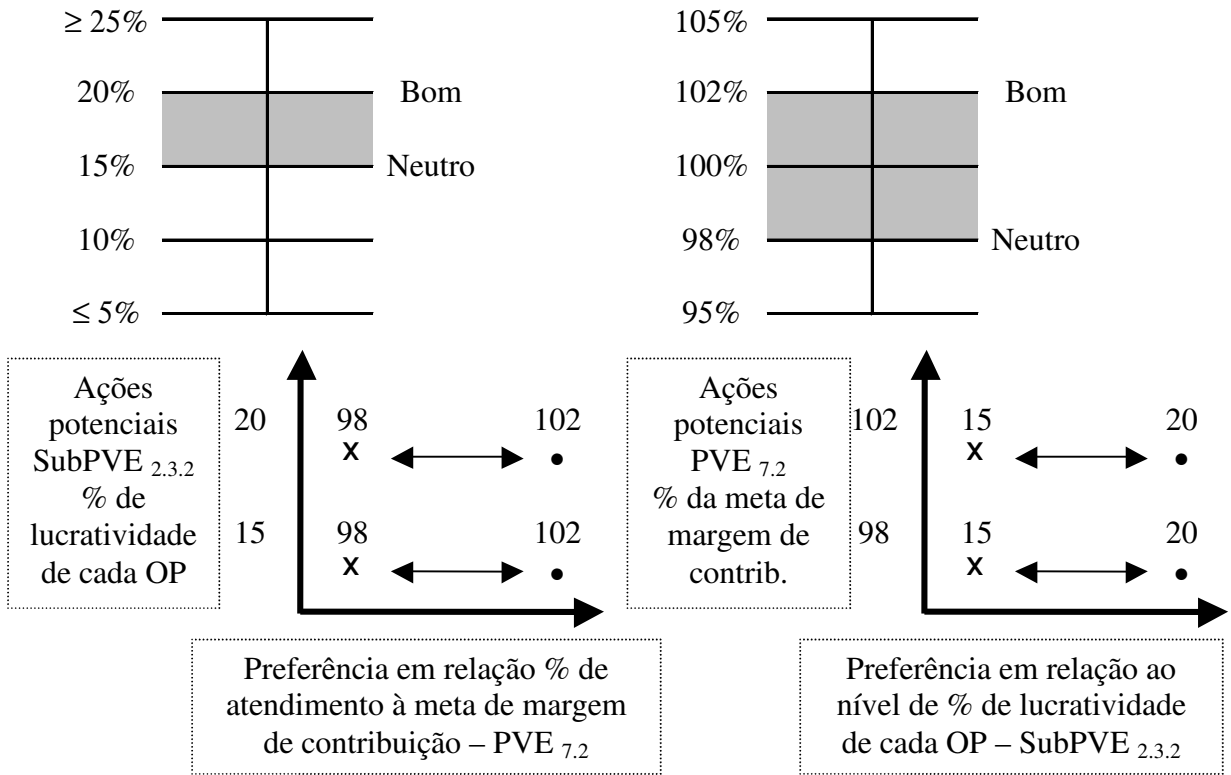 ≥ 25%
20%
Bom
15%
Neutro
10%
≤ 5%
105%
102%
Bom
100%
98%
Neutro
95%
Ações
potenciais
SubPVE 2.3.2
% de
lucratividade
de cada OP
20
98
102
x
•
15
98
102
x
•
Preferência em relação % de
atendimento à meta de margem
de contribuição – PVE 7.2
Ações
potenciais
PVE 7.2
% da meta de
margem de
contrib.
102
15
20
x
•
98
15
20
x
•
Preferência em relação ao
nível de % de lucratividade
de cada OP – SubPVE 2.3.2